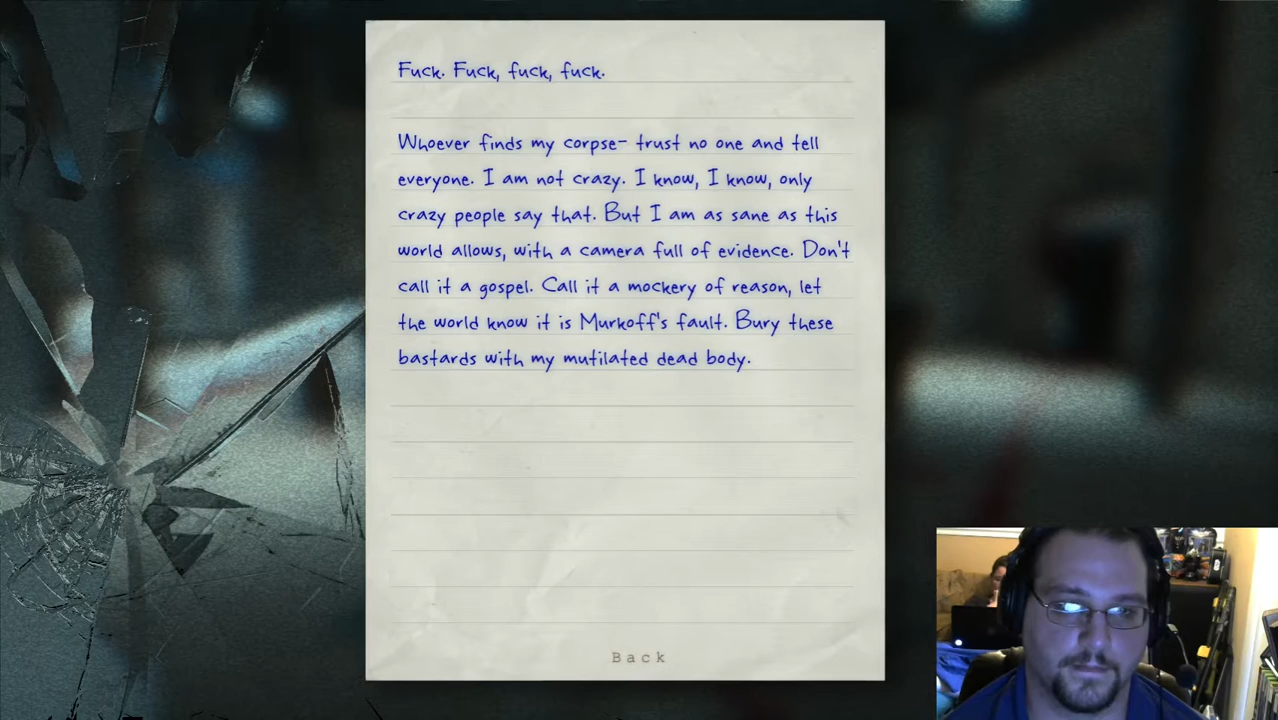 Fuck. Fuck, fuck, fuck.
Whoever finds my corpse- trust no one and tell
everyone. I am not crazy. I know, I know, only
crazy people say that. But I am as sane as this
world allows, with a camera full of evidence. Don't
call it a gospel. Call it a mockery of reason, let
the world know it is Murkoff's fault. Bury these
bastards with my mutilated dead body.
Back